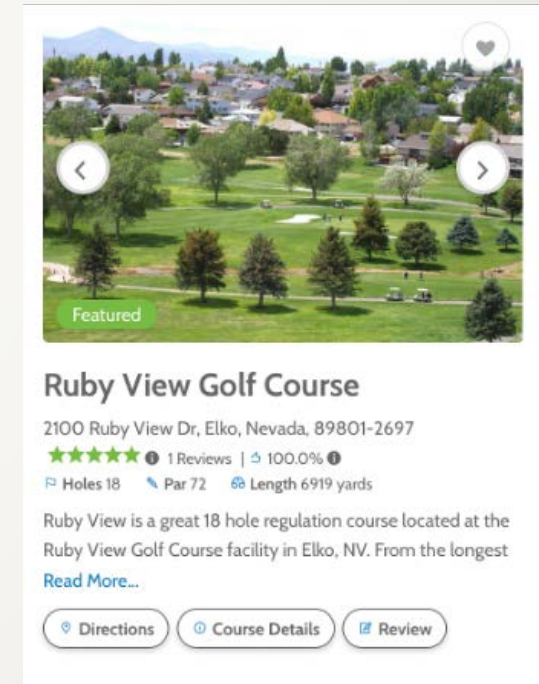 Featured
Ruby View Golf Course
2100 Ruby View Dr, Elko, Nevada, 89801-2697
1 Reviews | 100.0%
Holes 18 Par 72 Length 6919 yards
Ruby View is a great 18 hole regulation course located at the
Ruby View Golf Course facility in Elko, NV. From the longest
Read More...
Directions Course Details Review